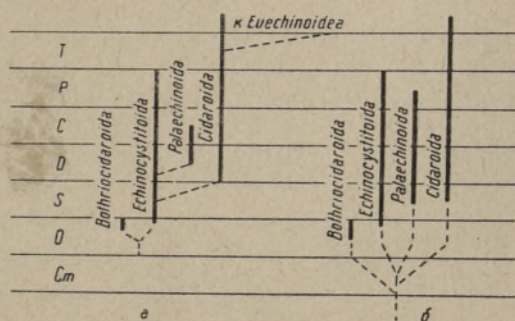 к Euechinoidea
T
P
C
D
S
O
Cm
Bothriocidaroida
Echinocystitoida
Palaechinoida
Cidaroida
Bothriocidaroida
Echinocystitoida
Palaechinoida
Cidaroida
а
б